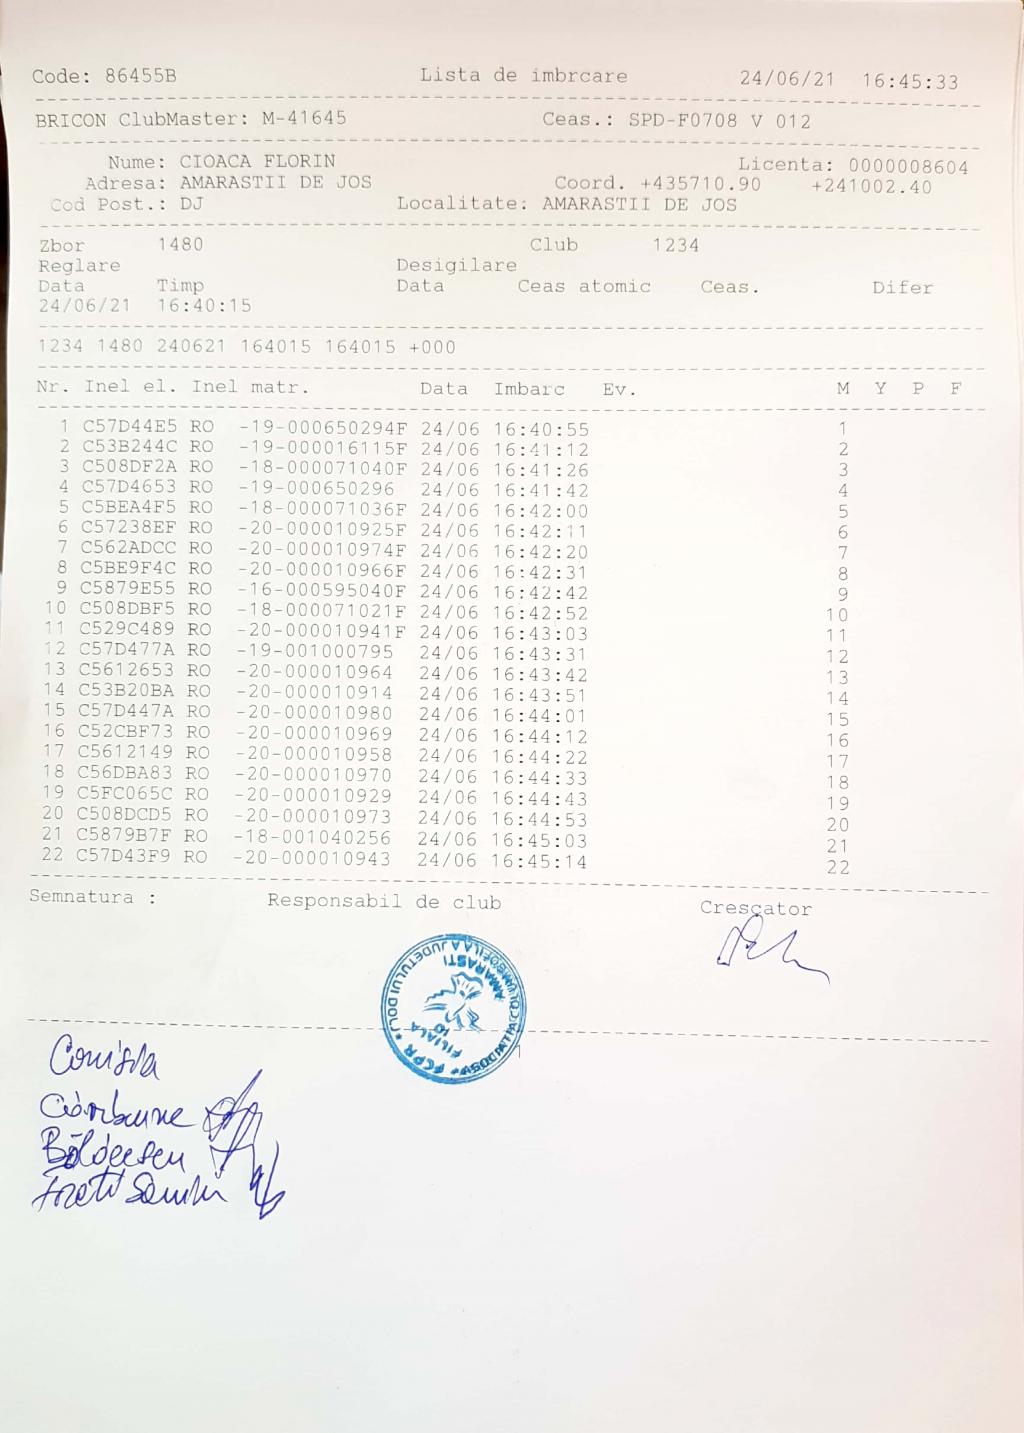 Code: 86455B Lista de imbrcare 24/06/21 16:45:33
BRICON ClubMaster: M-41645 Ceas.: SPD-F0708 V 012
Nume: CIOACA FLORIN Licenta: 0000008604
Adresa: AMARASTII DE JOS Coord. +435710.90 +241002.40
Cod Post.: DJ Localitate: AMARASTII DE JOS
Zbor 1480 Club 1234
Reglare Desigilare
Data Timp Data Ceas atomic Ceas. Difer
24/06/21 16:40:15
1234 1480 240621 164015 164015 +000
Nr. Inel el. Inel matr. Data Imbarc Ev. M Y P F
1 C57D44E5 RO -19-000650294F 24/06 16:40:55 1
2 C53B244C RO -19-000016115F 24/06 16:41:12 2
3 C508DF2A RO -18-000071040F 24/06 16:41:26 3
4 C57D4653 RO -19-000650296 24/06 16:41:42 4
5 C5BEA4F5 RO -18-000071036F 24/06 16:42:00 5
6 C57238EF RO -20-000010925F 24/06 16:42:11 6
7 C562ADCC RO -20-000010974F 24/06 16:42:20 7
8 C5BE9F4C RO -20-000010966F 24/06 16:42:31 8
9 C5879E55 RO -16-000595040F 24/06 16:42:42 9
10 C508DBF5 RO -18-000071021F 24/06 16:42:52 10
11 C529C489 RO -20-000010941F 24/06 16:43:03 11
12 C57D477A RO -19-001000795 24/06 16:43:31 12
13 C5612653 RO -20-000010964 24/06 16:43:42 13
14 C53B20BA RO -20-000010914 24/06 16:43:51 14
15 C57D447A RO -20-000010980 24/06 16:44:01 15
16 C52CBF73 RO -20-000010969 24/06 16:44:12 16
17 C5612149 RO -20-000010958 24/06 16:44:22 17
18 C56DBA83 RO -20-000010970 24/06 16:44:33 18
19 C5FC065C RO -20-000010929 24/06 16:44:43 19
20 C508DCD5 RO -20-000010973 24/06 16:44:53 20
21 C5879B7F RO -18-001040256 24/06 16:45:03 21
22 C57D43F9 RO -20-000010943 24/06 16:45:14 22
Semnatura : Responsabil de club Crescator
ASOCIATIA COLUMBOFILA A JUDETULUI DOLJ * FCPR *
AMARASTI
FILIALA
10